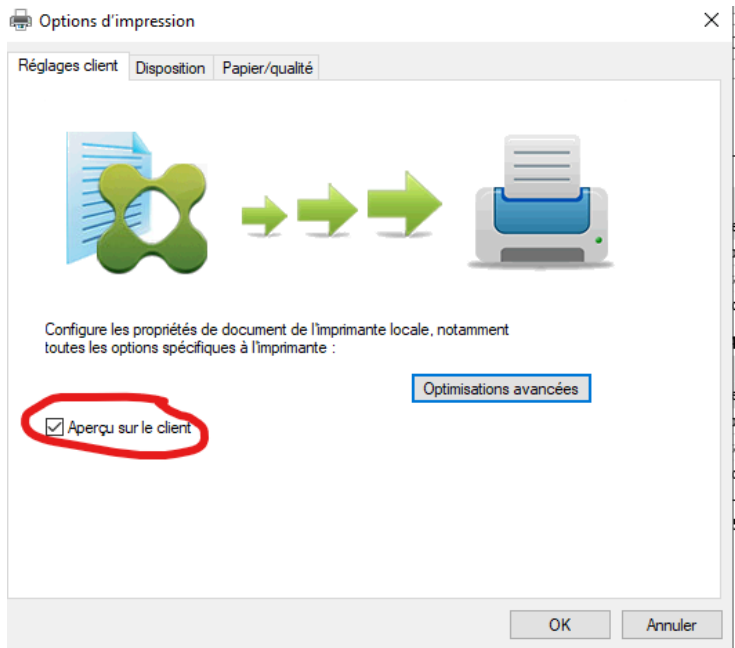 Options d'impression
Réglages client
Disposition
Papier/qualité
Configure les propriétés de document de l'imprimante locale, notamment
toutes les options spécifiques à l'imprimante :
Optimisations avancées
Aperçu sur le client
OK
Annuler